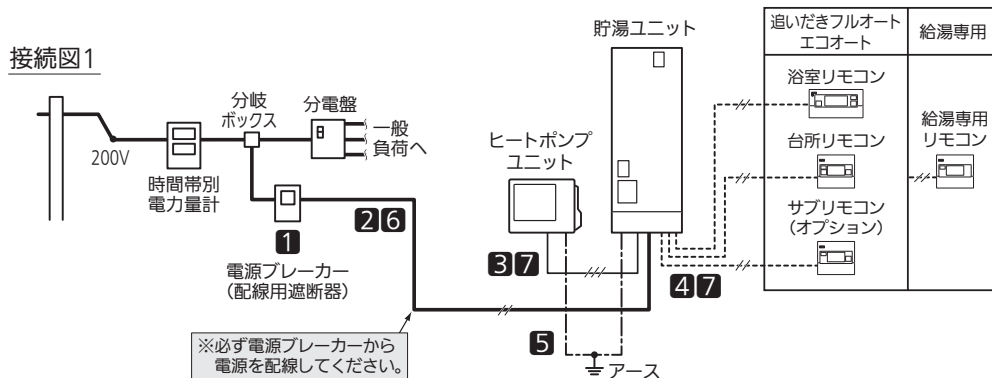 接続図1
200V
時間帯別
電力量計
分岐
ボックス
分電盤
一般
負荷へ
1
電源ブレーカー
（配線用遮断器）
2 6
※必ず電源ブレーカーから
電源を配線してください。
ヒートポンプ
ユニット
3 7
5
アース
貯湯ユニット
4 7
追いだきフルオート
エコオート
給湯専用
浴室リモコン
台所リモコン
サブリモコン
（オプション）
給湯専用
リモコン